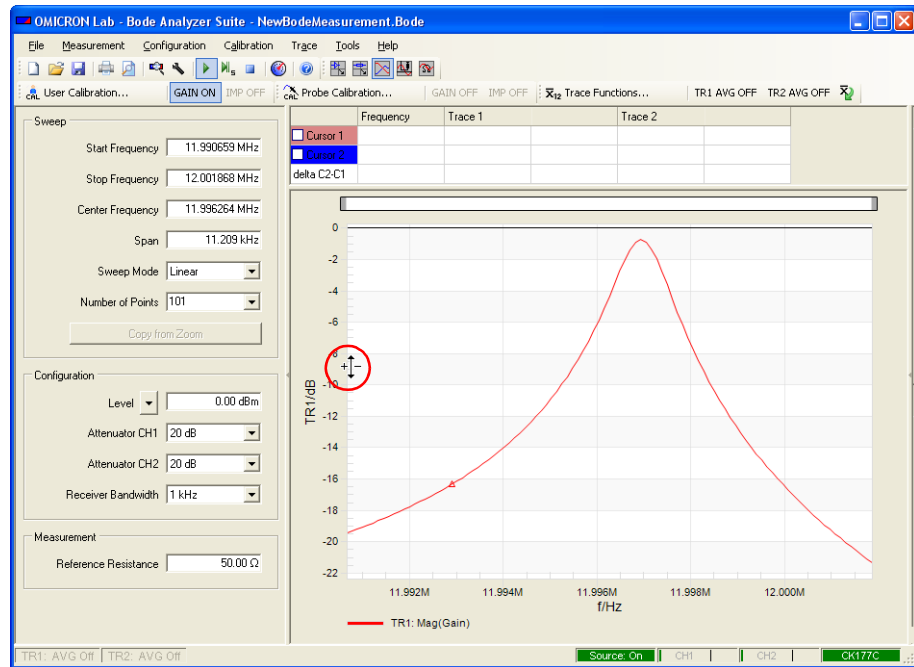 OMICRON Lab - Bode Analyzer Suite - NewBodeMeasurement.Bode
File Measurement Configuration Calibration Trace Tools Help
CAL User Calibration... GAIN ON IMP OFF CAL Probe Calibration... GAIN OFF IMP OFF X12 Trace Functions... TR1 AVG OFF TR2 AVG OFF
Sweep
Start Frequency 11.990659 MHz
Stop Frequency 12.001868 MHz
Center Frequency 11.996264 MHz
Span 11.209 kHz
Sweep Mode Linear
Number of Points 101
Copy from Zoom
Configuration
Level 0.00 dBm
Attenuator CH1 20 dB
Attenuator CH2 20 dB
Receiver Bandwidth 1 kHz
Measurement
Reference Resistance 50.00 Ω
Frequency Trace 1 Trace 2
Cursor 1
Cursor 2
delta C2-C1
0
-2
-4
-6
-8
-10
-12
-14
-16
-18
-20
-22
TR1/dB
11.992M 11.994M 11.996M 11.998M 12.000M
f/Hz
TR1: Mag(Gain)
TR1: AVG Off TR2: AVG Off Source: On CH1 CH2 CK177C